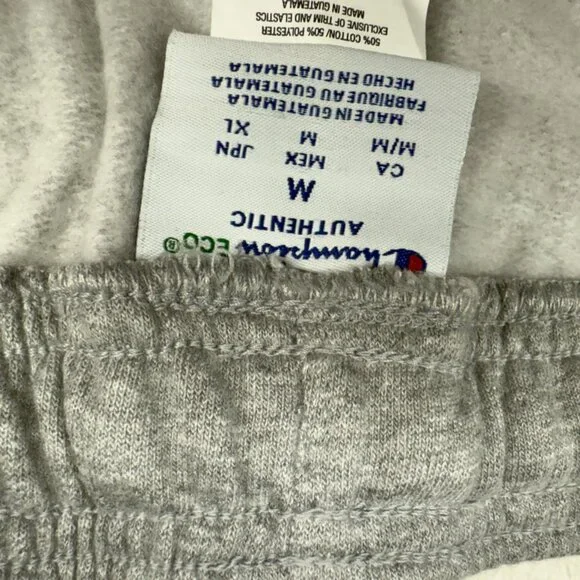 Champion ECO®
AUTHENTIC
M
CA MEX JPN
M/M M XL
MADE IN GUATEMALA
FABRIQUÉ AU GUATEMALA
HECHO EN GUATEMALA
50% COTTON/ 50% POLYESTER
EXCLUSIVE OF TRIM AND ELASTICS
MADE IN GUATEMALA